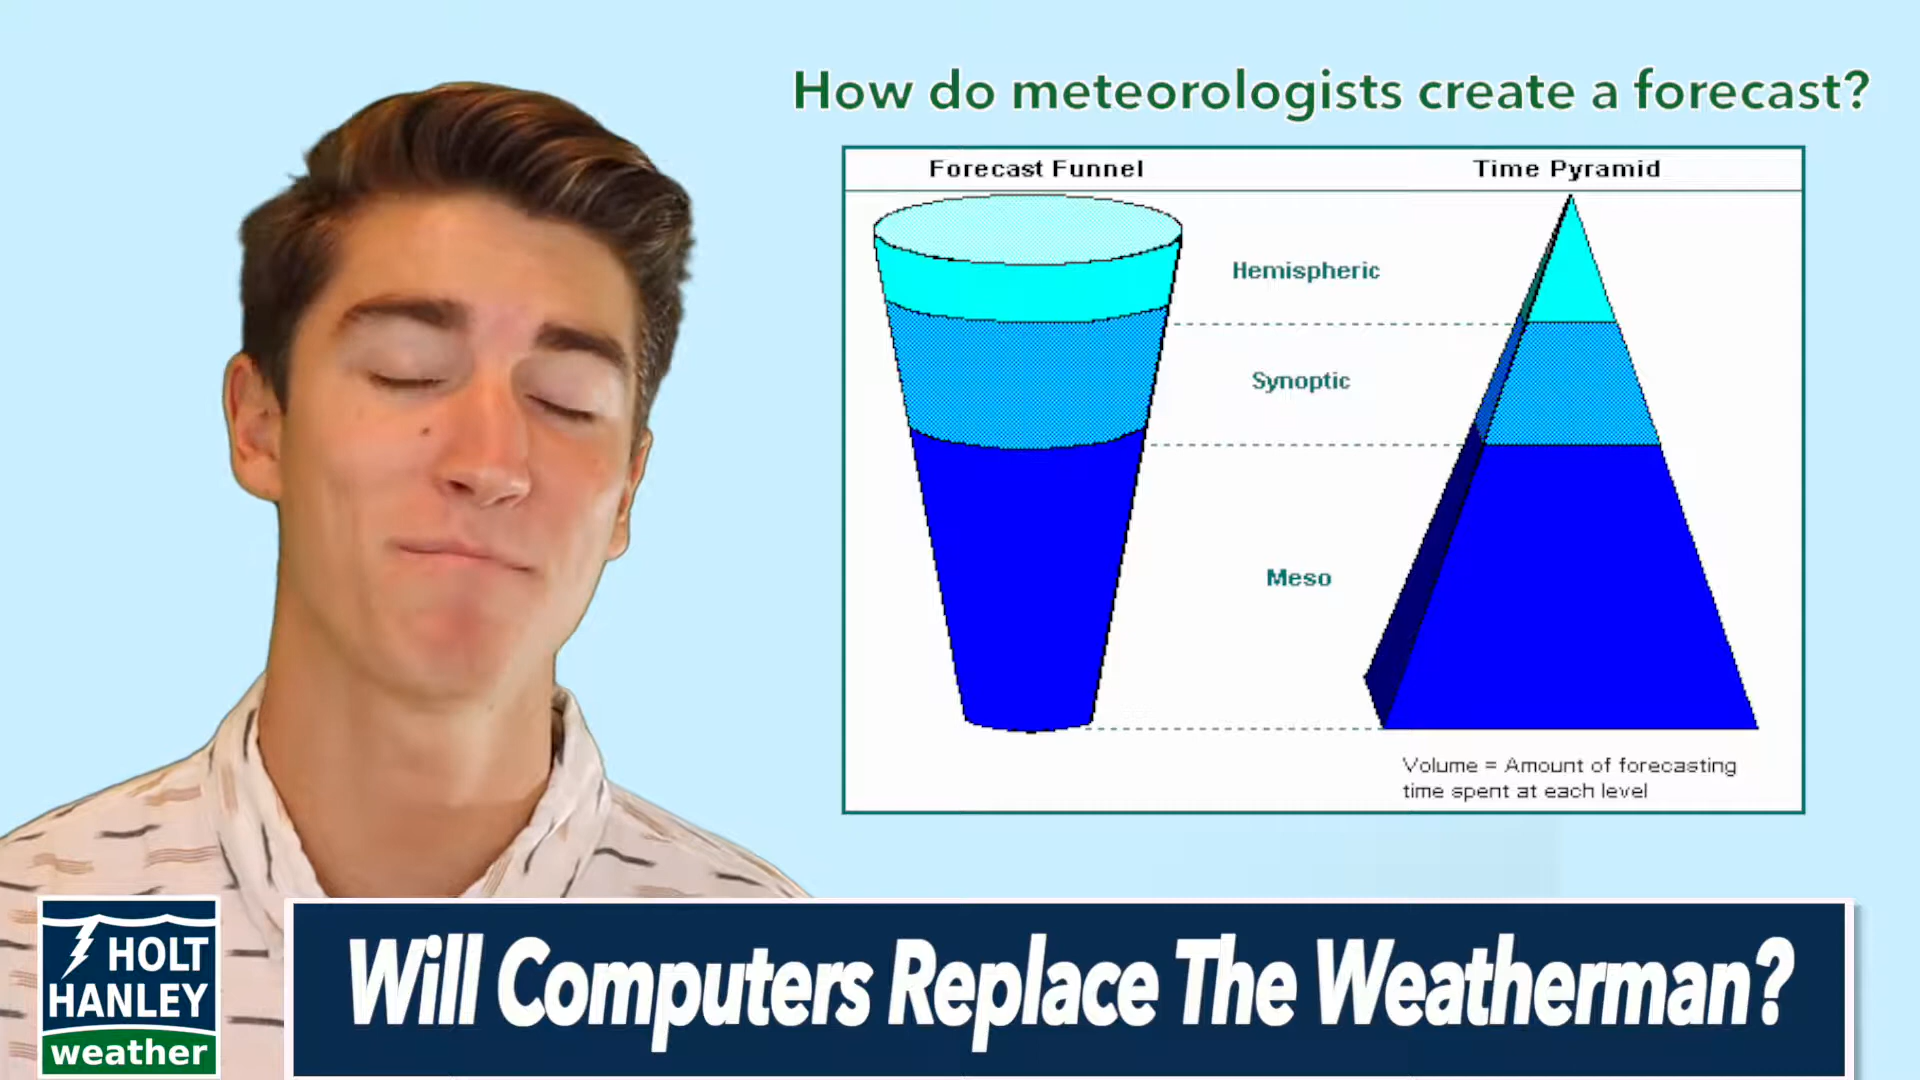 How do meteorologists create a forecast?
Forecast Funnel
Time Pyramid
Hemispheric
Synoptic
Meso
Volume = Amount of forecasting
time spent at each level
HOLT
HANLEY
weather
Will Computers Replace The Weatherman?